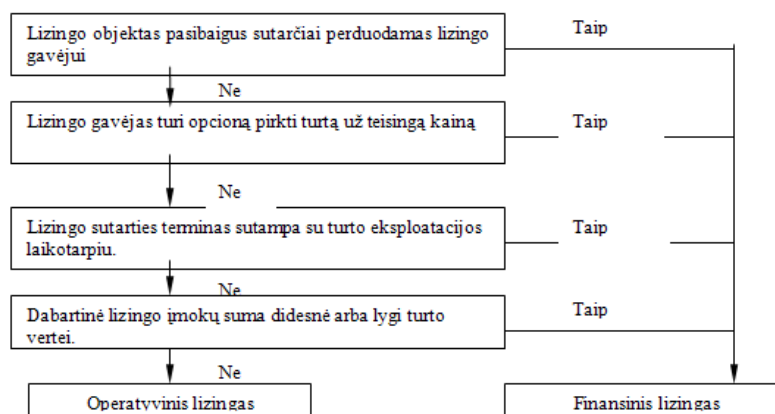 Lizingo objektas pasibaigus sutarčiai perduodamas lizingo
gavėjui
Taip
Ne
Lizingo gavėjas turi opcioną pirkti turtą už teisingą kainą
Taip
Ne
Lizingo sutarties terminas sutampa su turto eksploatacijos
laikotarpiu.
Taip
Ne
Dabartinė lizingo įmokų suma didesnė arba lygi turto
vertei.
Taip
Ne
Operatyvinis lizingas
Finansinis lizingas